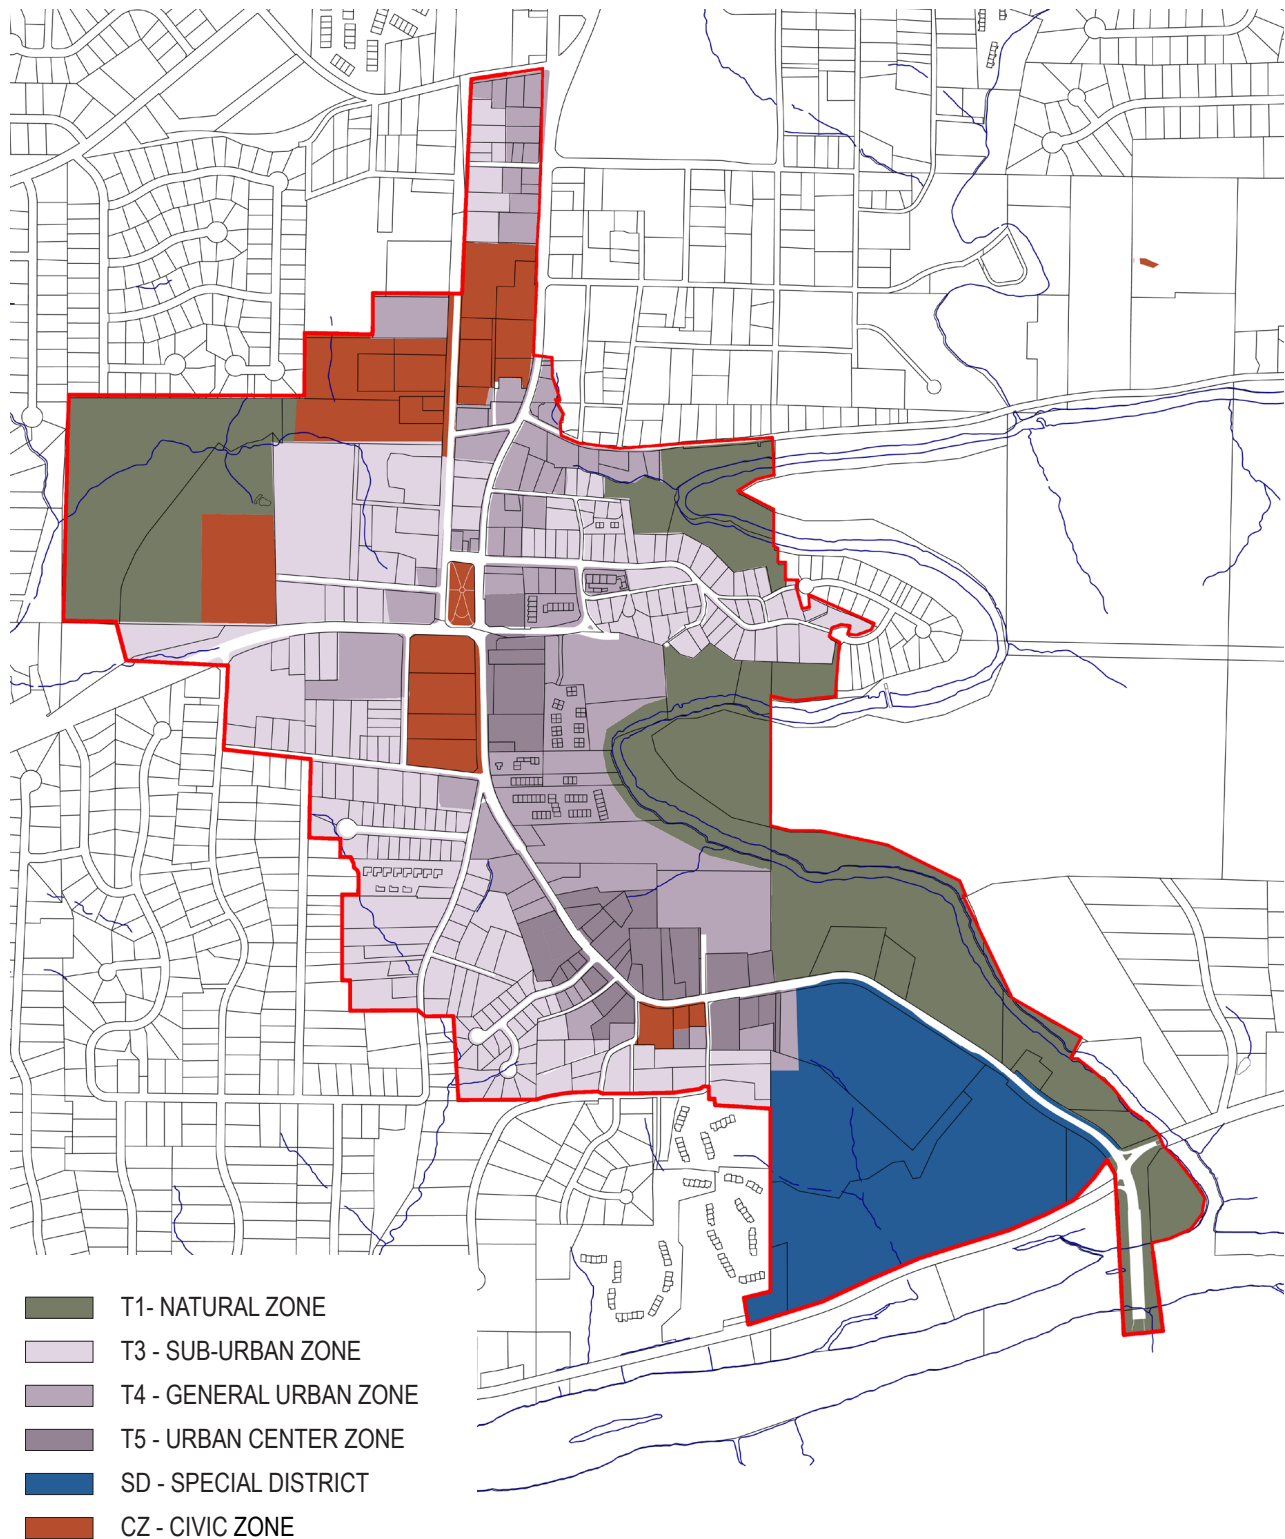 T1- NATURAL ZONE
T3 - SUB-URBAN ZONE
T4 - GENERAL URBAN ZONE
T5 - URBAN CENTER ZONE
SD - SPECIAL DISTRICT
CZ - CIVIC ZONE